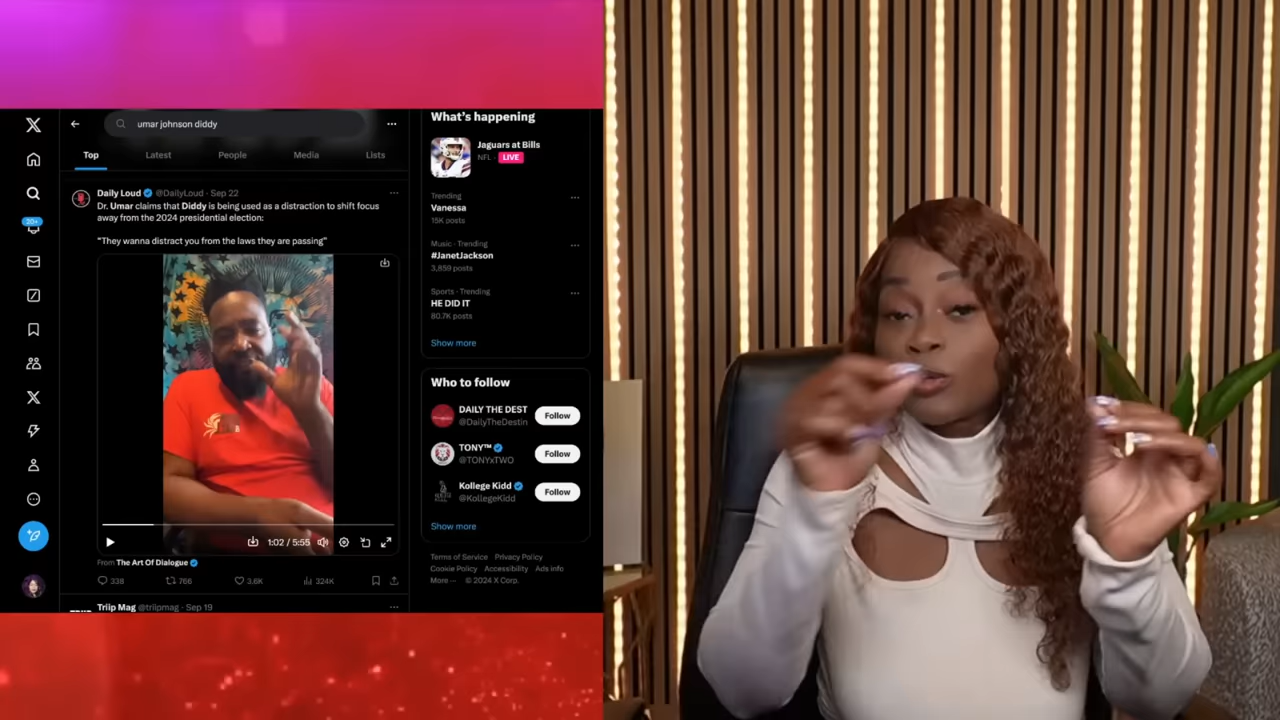 umar johnson diddy
Top
Latest
People
Media
Lists
Daily Loud @DailyLoud · Sep 22
Dr. Umar claims that Diddy is being used as a distraction to shift focus
away from the 2024 presidential election:
"They wanna distract you from the laws they are passing"
1:02 / 5:55
From The Art Of Dialogue
338
766
3.6K
324K
Triip Mag @triipmag · Sep 19
20+
What's happening
Jaguars at Bills
NFL · LIVE
Trending
Vanessa
15K posts
Music · Trending
#JanetJackson
3,859 posts
Sports · Trending
HE DID IT
80.7K posts
Show more
Who to follow
DAILY THE DEST
@DailyTheDestin
Follow
TONY™
@TONYxTWO
Follow
Kollege Kidd
@KollegeKidd
Follow
Show more
Terms of Service Privacy Policy
Cookie Policy Accessibility Ads info
More ··· © 2024 X Corp.